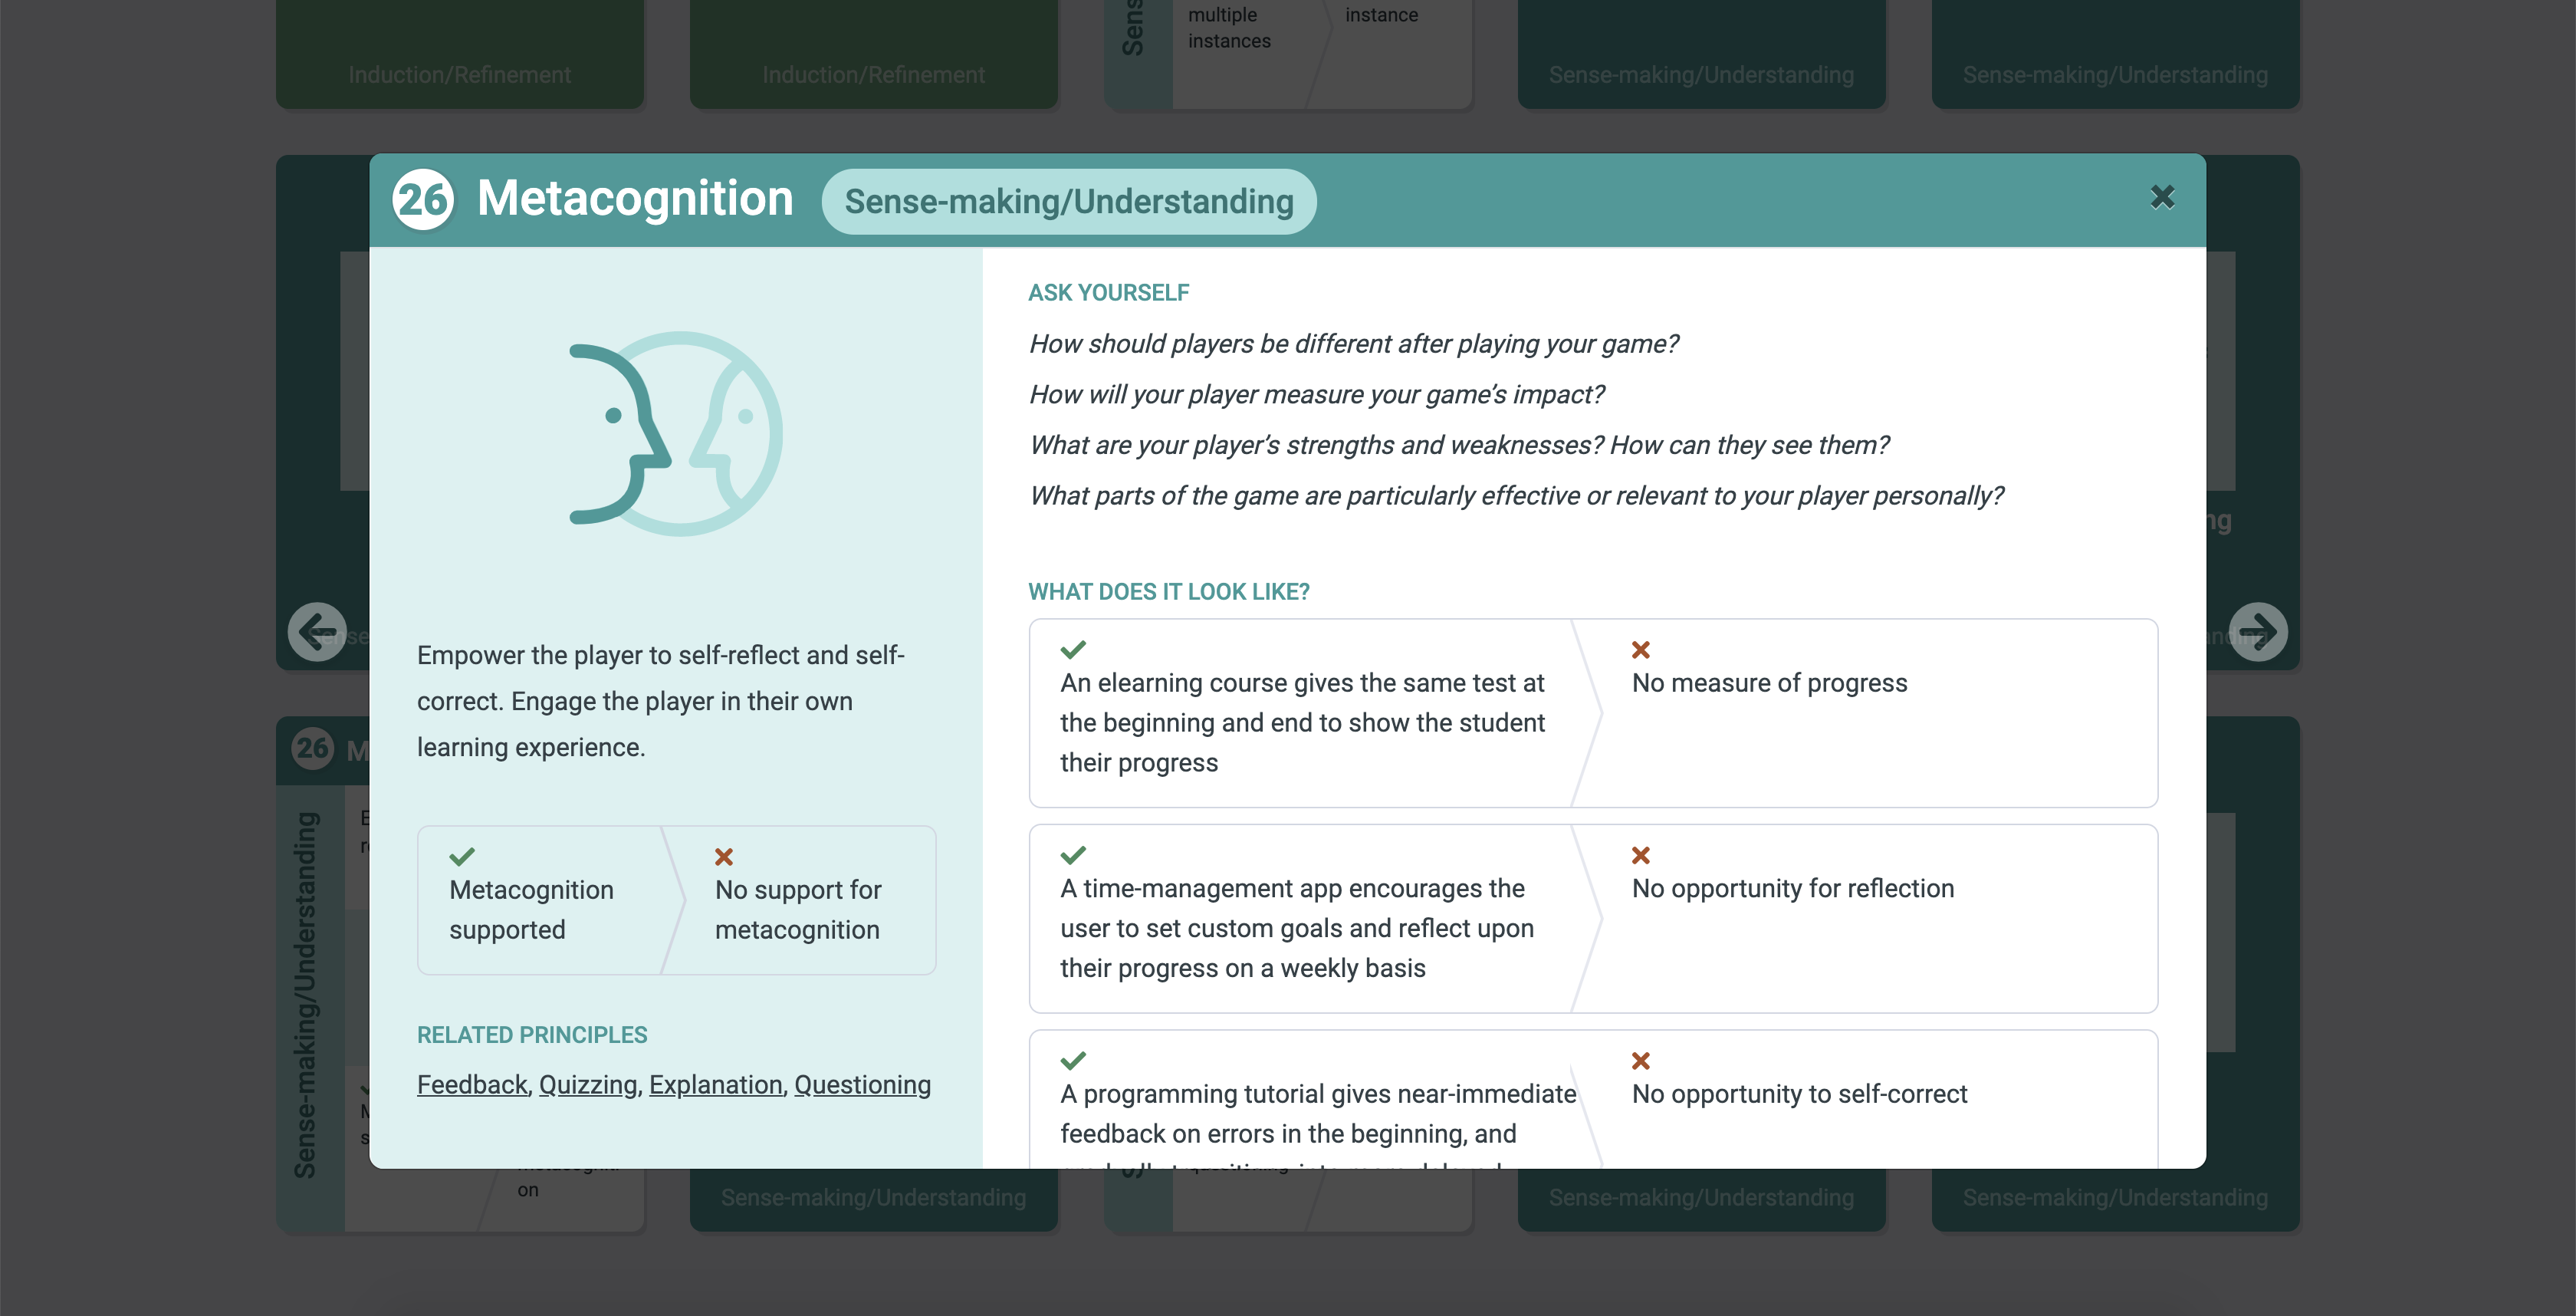 multiple
instances
instance
Sens
Induction/Refinement
Induction/Refinement
Sense-making/Understanding
Sense-making/Understanding
26 Metacognition
Sense-making/Understanding
Empower the player to self-reflect and self-
correct. Engage the player in their own
learning experience.
Metacognition
supported
No support for
metacognition
RELATED PRINCIPLES
Feedback, Quizzing, Explanation, Questioning
ASK YOURSELF
How should players be different after playing your game?
How will your player measure your game’s impact?
What are your player’s strengths and weaknesses? How can they see them?
What parts of the game are particularly effective or relevant to your player personally?
WHAT DOES IT LOOK LIKE?
An elearning course gives the same test at
the beginning and end to show the student
their progress
No measure of progress
A time-management app encourages the
user to set custom goals and reflect upon
their progress on a weekly basis
No opportunity for reflection
A programming tutorial gives near-immediate
feedback on errors in the beginning, and
No opportunity to self-correct
Sense
ng
anding
26 M
Sense-making/Understanding
E
r
M
s
on
Sense-making/Understanding
Sense-making/Understanding
Sense-making/Understanding